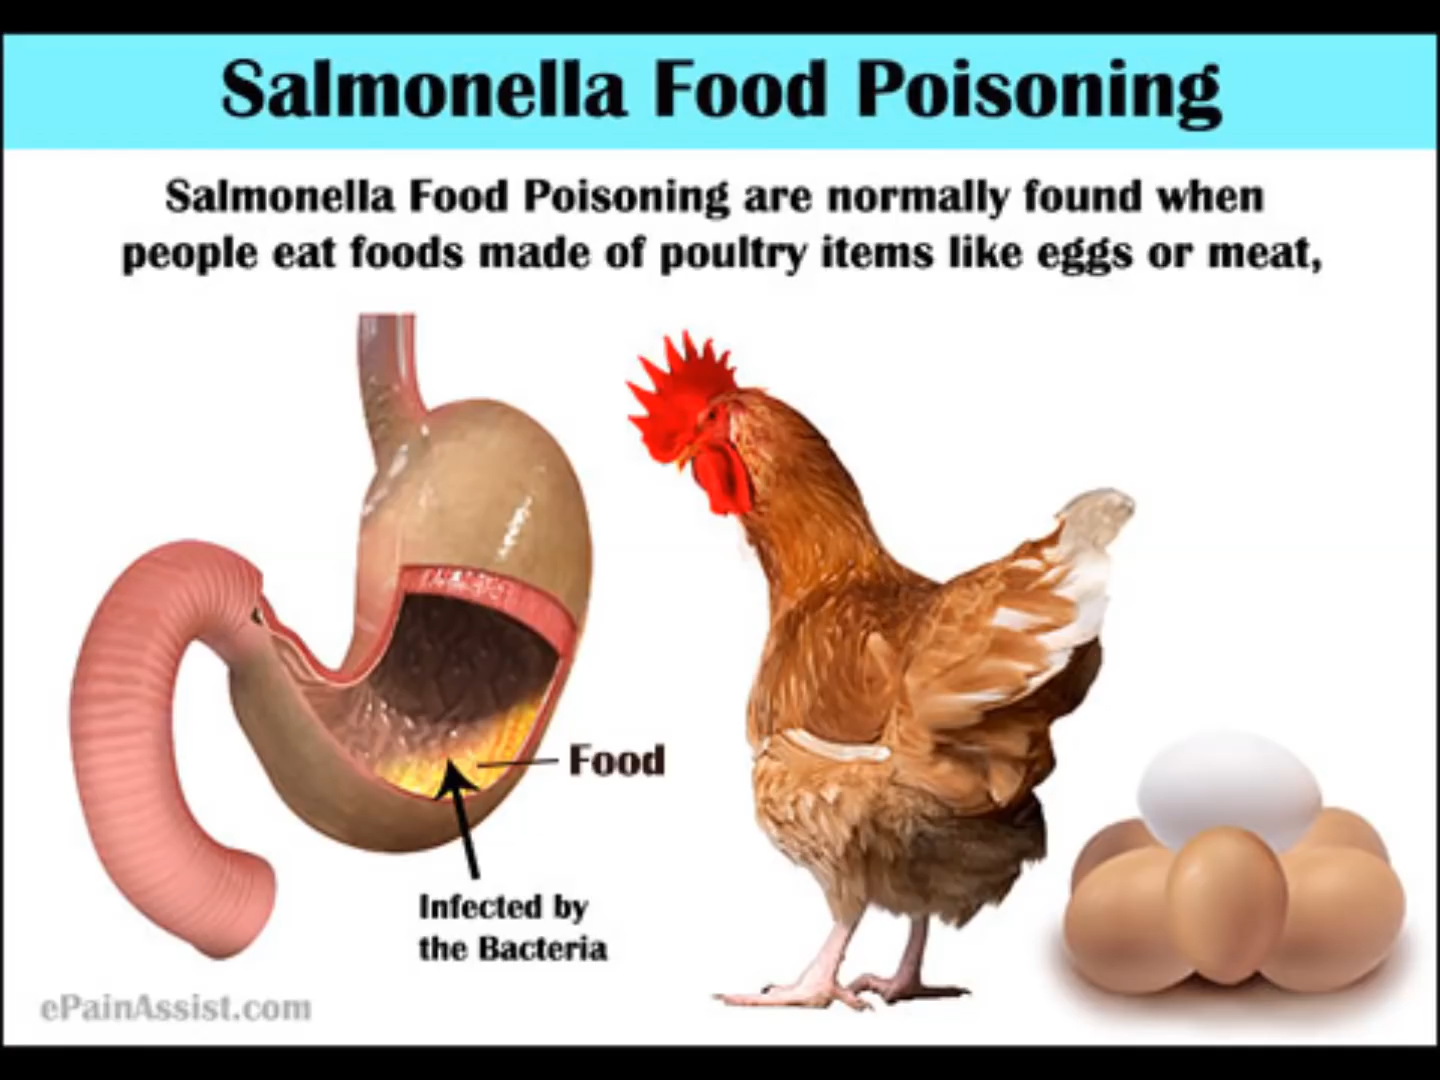 Salmonella Food Poisoning
Salmonella Food Poisoning are normally found when
people eat foods made of poultry items like eggs or meat,
Food
Infected by
the Bacteria
ePainAssist.com